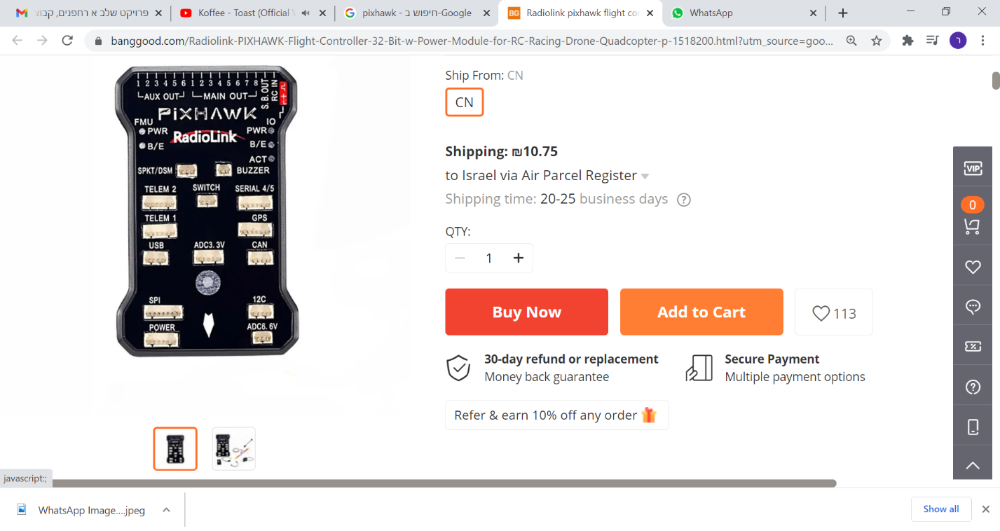 פרויקט שלב א רחפנים, קבוצ
Koffee - Toast (Official
pixhawk - חיפוש ב-Google
BG
Radiolink pixhawk flight co
WhatsApp
banggood.com/Radiolink-PIXHAWK-Flight-Controller-32-Bit-w-Power-Module-for-RC-Racing-Drone-Quadcopter-p-1518200.html?utm_source=goo...
ר
1 2 3 4 5 6 1 2 3 4 5 6 7 8
AUX OUT
MAIN OUT
S.B.OUT
RC IN
PIXHAWK
FMU
IO
PWR
PWR
RadioLink
B/E
B/E
ACT
SPKT/DSM
BUZZER
TELEM 2
SWITCH
SERIAL 4/5
TELEM 1
GPS
USB
ADC3.3V
CAN
SPI
12C
POWER
ADC6.6V
Ship From: CN
CN
Shipping: ₪10.75
to Israel via Air Parcel Register
Shipping time: 20-25 business days ?
QTY:
− 1 +
Buy Now
Add to Cart
113
30-day refund or replacement
Money back guarantee
Secure Payment
Multiple payment options
Refer & earn 10% off any order
VIP
0
%
?
javascript:;
WhatsApp Image....jpeg
Show all